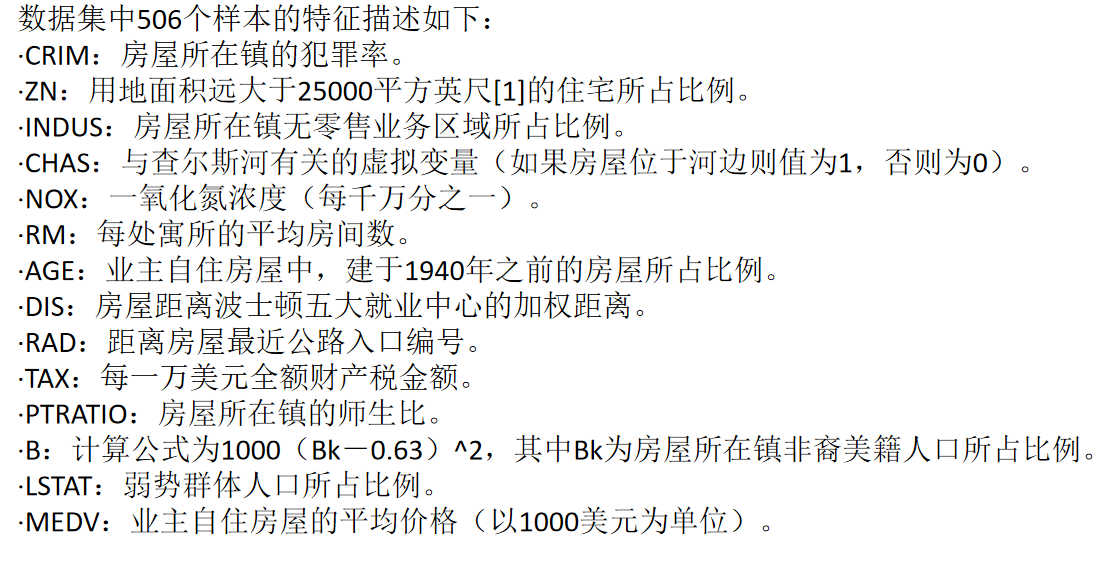 数据集中506个样本的特征描述如下：
·CRIM：房屋所在镇的犯罪率。
·ZN：用地面积远大于25000平方英尺[1]的住宅所占比例。
·INDUS：房屋所在镇无零售业务区域所占比例。
·CHAS：与查尔斯河有关的虚拟变量（如果房屋位于河边则值为1，否则为0）。
·NOX：一氧化氮浓度（每千万分之一）。
·RM：每处寓所的平均房间数。
·AGE：业主自住房屋中，建于1940年之前的房屋所占比例。
·DIS：房屋距离波士顿五大就业中心的加权距离。
·RAD：距离房屋最近公路入口编号。
·TAX：每一万美元全额财产税金额。
·PTRATIO：房屋所在镇的师生比。
·B：计算公式为1000（Bk－0.63）^2，其中Bk为房屋所在镇非裔美籍人口所占比例。
·LSTAT：弱势群体人口所占比例。
·MEDV：业主自住房屋的平均价格（以1000美元为单位）。